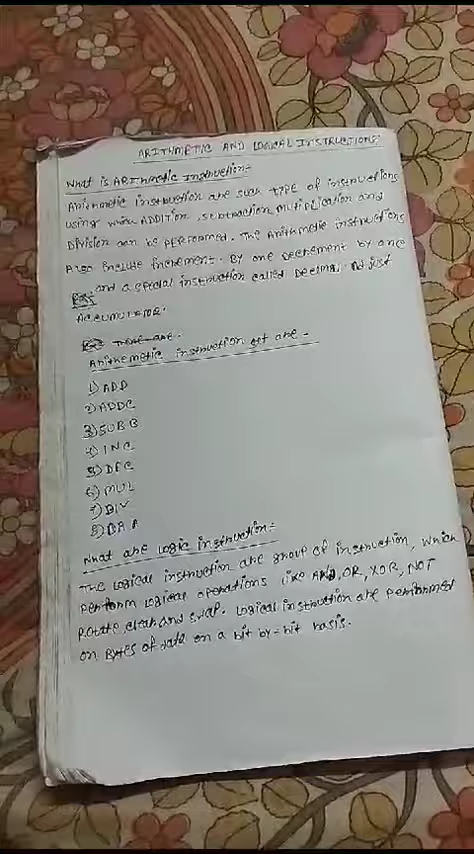 ARITHMETIC AND LOGICAL INSTRUCTIONS
What is ARITHMETIC Instruction:-
Arithmetic instruction are such TYPE of instructions
using which ADDITION, subtraction, multiplication and
Division can be performed. The Arithmetic instructions
Also include increment. By one decrement by one
and a special instruction called Decimal Adjust
Accumulator.
Arithmetic instruction set are -
1) ADD
2) ADDC
3) SUBB
4) INC
5) DEC
6) MUL
7) DIV
8) DAA
What are Logic instruction:-
The Logical instruction are group of instruction, which
perform Logical operations like AND, OR, XOR, NOT
Rotate, clear and swap. Logical instruction are performed
on Bytes of data on a bit by-bit basis.